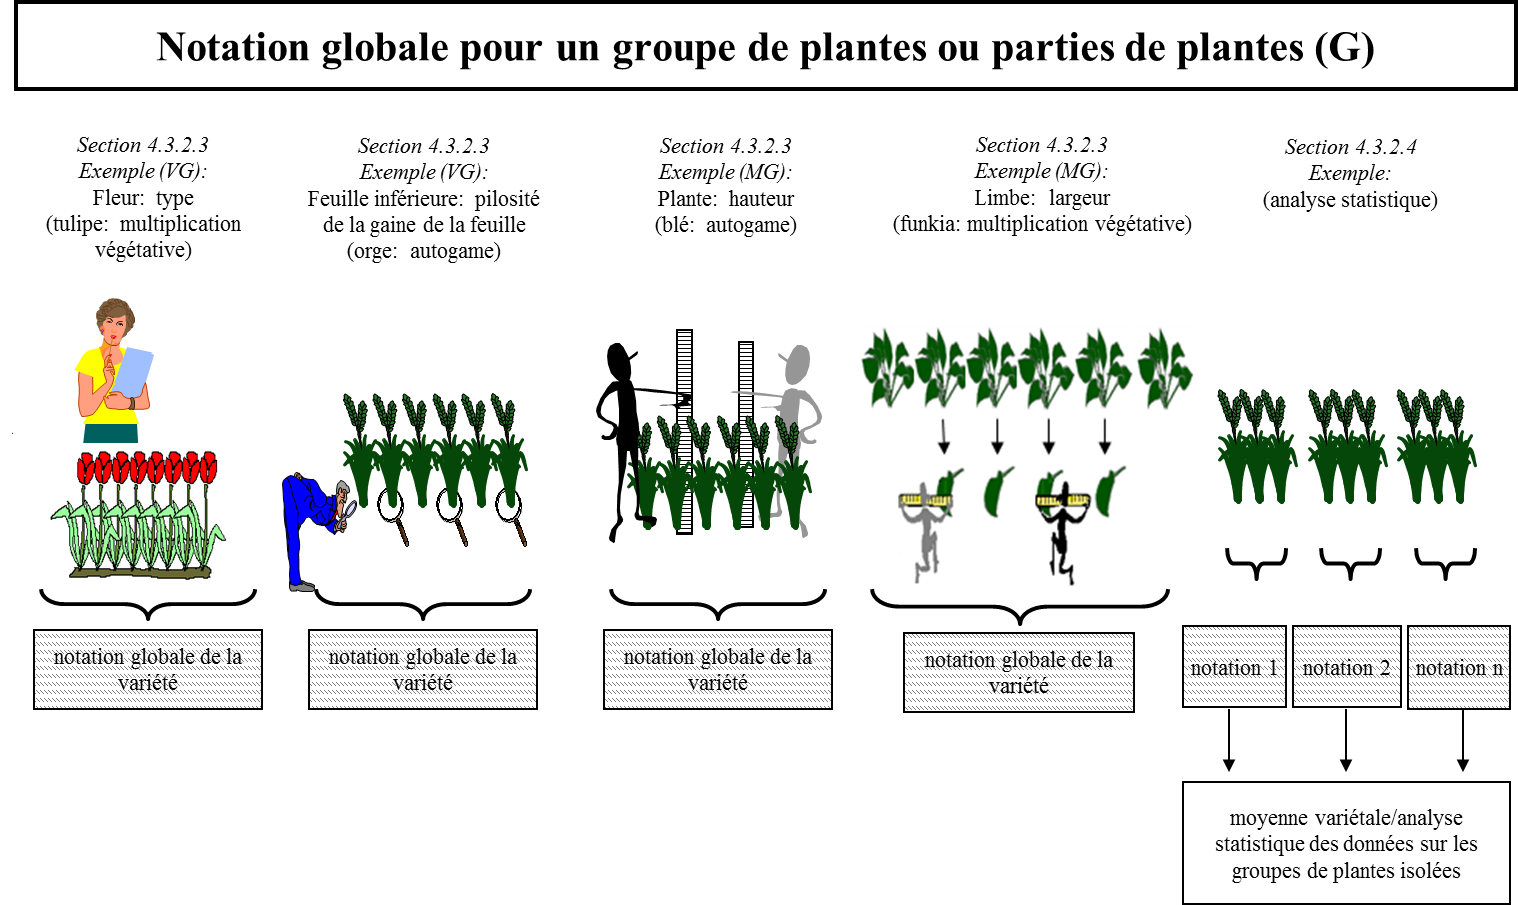 Notation globale pour un groupe de plantes ou parties de plantes (G)
Section 4.3.2.3
Exemple (VG):
Fleur: type
(tulipe: multiplication
végétative)
Section 4.3.2.3
Exemple (VG):
Feuille inférieure: pilosité
de la gaine de la feuille
(orge: autogame)
Section 4.3.2.3
Exemple (MG):
Plante: hauteur
(blé: autogame)
Section 4.3.2.3
Exemple (MG):
Limbe: largeur
(funkia: multiplication végétative)
Section 4.3.2.4
Exemple:
(analyse statistique)
notation globale de la
variété
notation globale de la
variété
notation globale de la
variété
notation globale de la
variété
notation 1
notation 2
notation n
moyenne variétale/analyse
statistique des données sur les
groupes de plantes isolées